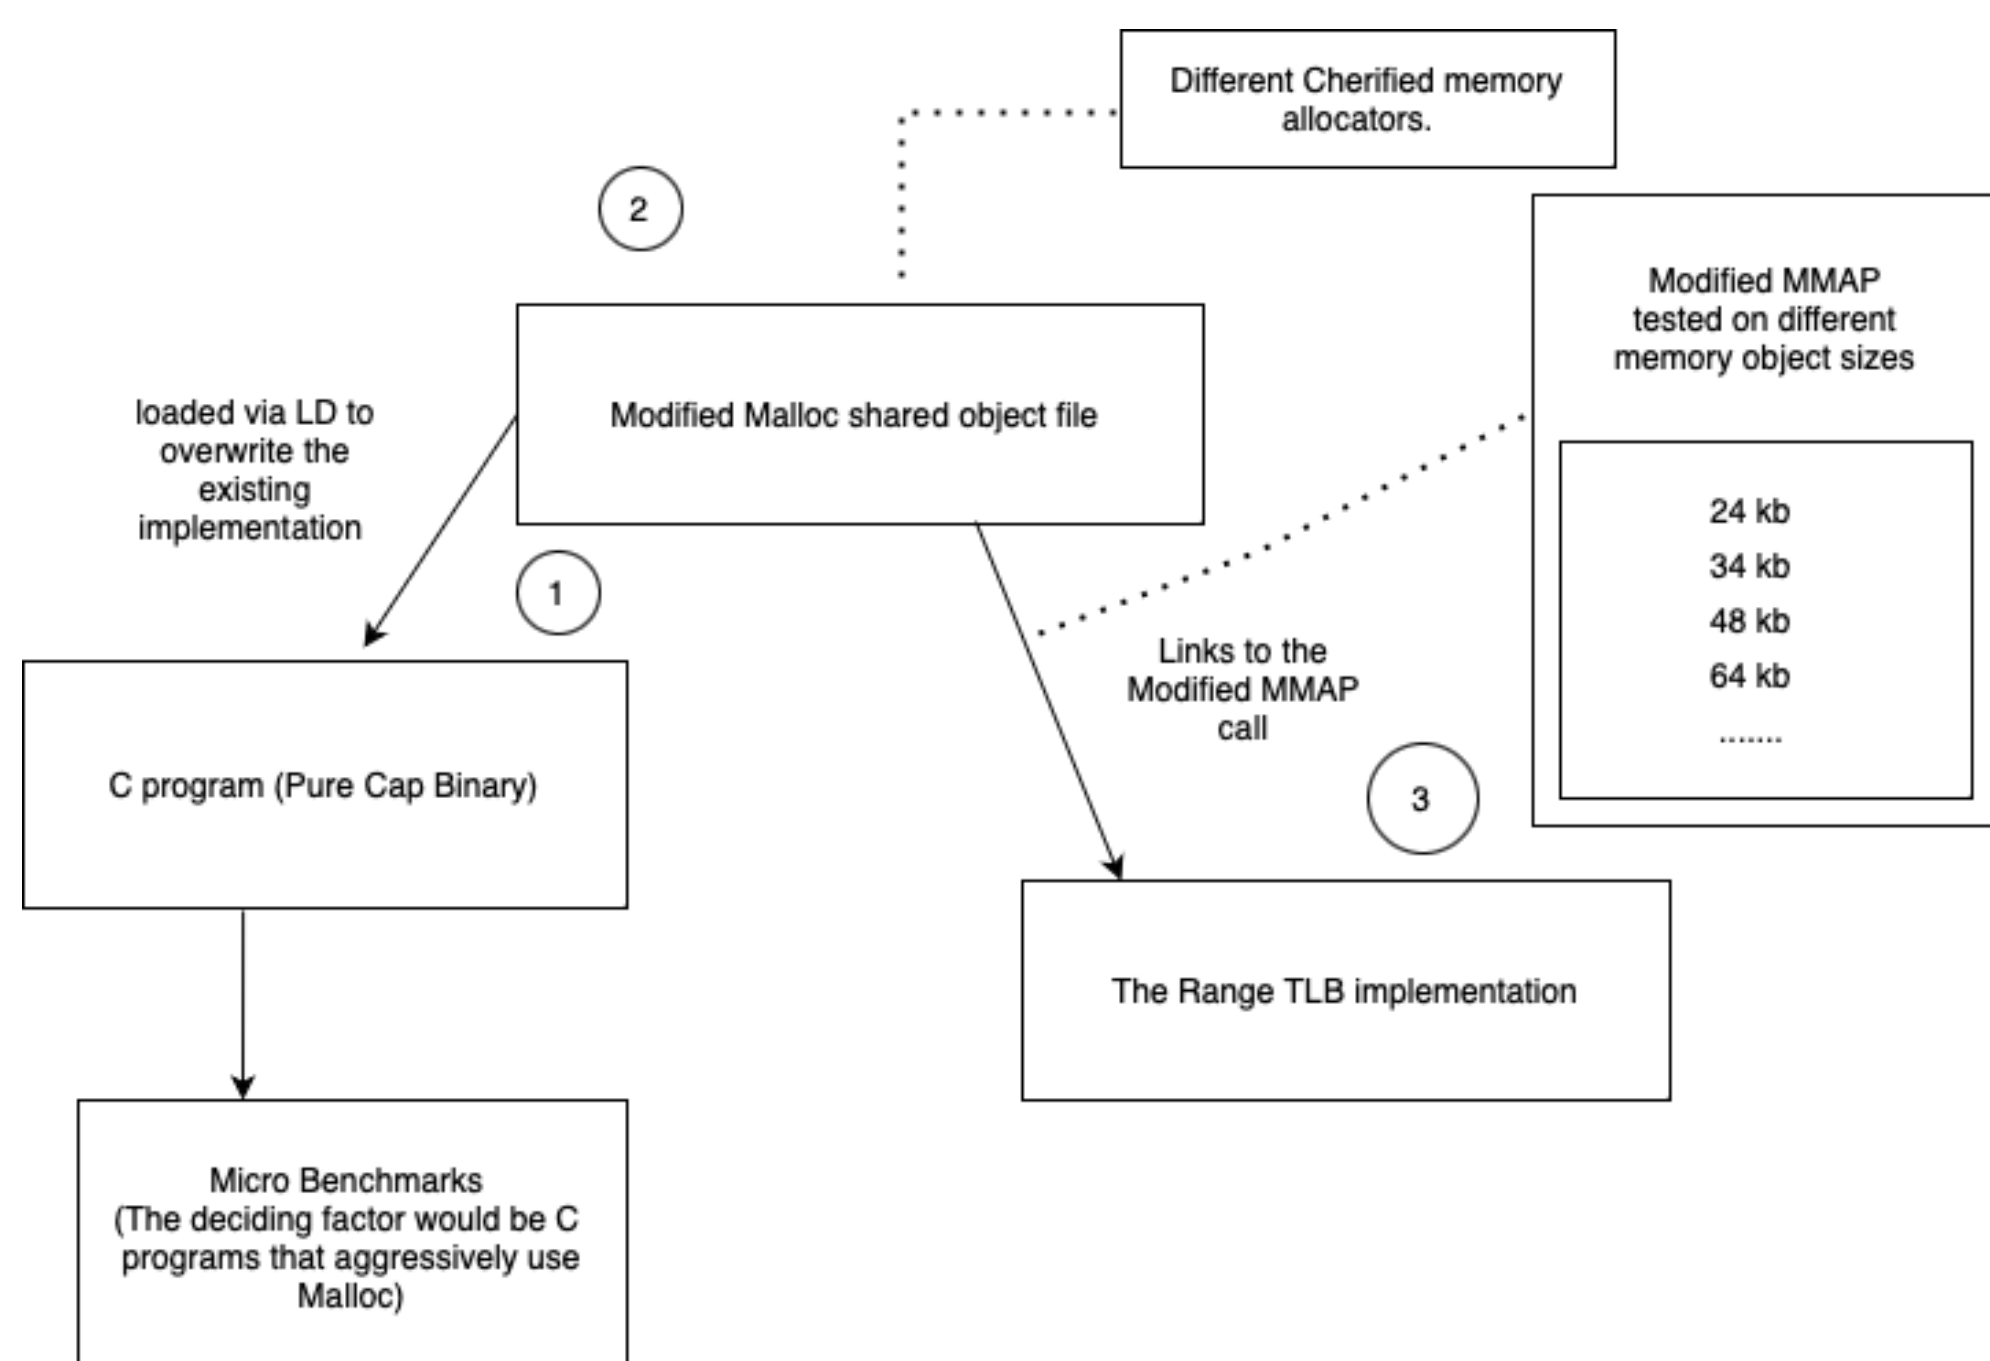 Different Cherified memory
allocators.
2
Modified MMAP
tested on different
memory object sizes
24 kb
34 kb
48 kb
64 kb
.......
Modified Malloc shared object file
loaded via LD to
overwrite the
existing
implementation
1
Links to the
Modified MMAP
call
3
C program (Pure Cap Binary)
The Range TLB implementation
Micro Benchmarks
(The deciding factor would be C
programs that aggressively use
Malloc)